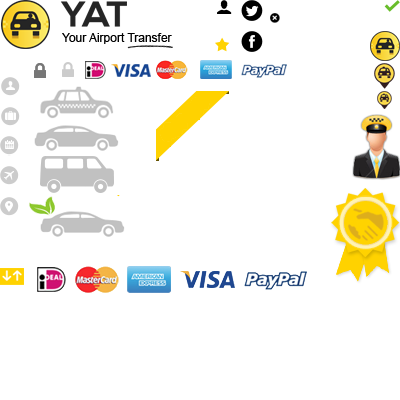 YAT
Your Airport Transfer
iDEAL VISA MasterCard AMERICAN EXPRESS PayPal
iDEAL MasterCard AMERICAN EXPRESS VISA PayPal